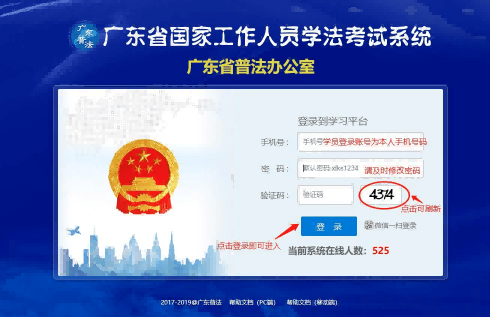 广东普法
广东省国家工作人员学法考试系统
广东省普法办公室
登录到学习平台
手机号： 手机号 学员登录账号为本人手机号码
密 码： 默认密码:xfks1234 请及时修改密码
验证码： 验证码 4374
点击可刷新
登 录 微信一扫登录
点击登录即可进入
当前系统在线人数：525
2017-2019@广东普法 帮助文档（PC端） 帮助文档（移动端）